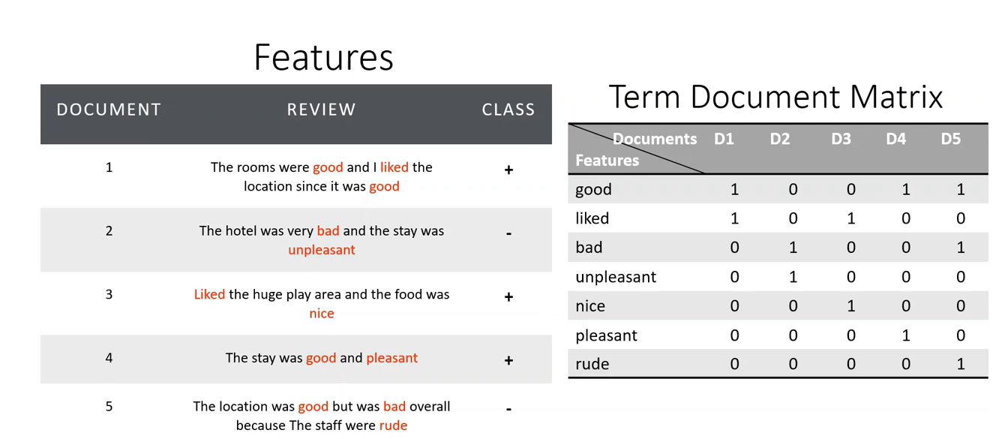 Features
DOCUMENT REVIEW CLASS
1 The rooms were good and I liked the +
location since it was good
2 The hotel was very bad and the stay was -
unpleasant
3 Liked the huge play area and the food was +
nice
4 The stay was good and pleasant +
5 The location was good but was bad overall -
because The staff were rude
Term Document Matrix
Documents D1 D2 D3 D4 D5
Features
good 1 0 0 1 1
liked 1 0 1 0 0
bad 0 1 0 0 1
unpleasant 0 1 0 0 0
nice 0 0 1 0 0
pleasant 0 0 0 1 0
rude 0 0 0 0 1